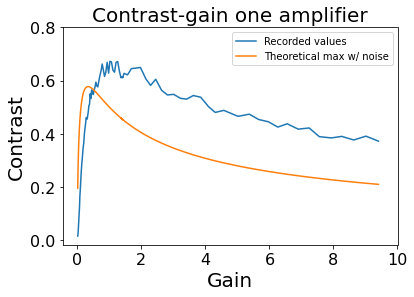 Contrast-gain one amplifier
Recorded values
Theoretical max w/ noise
Contrast
0.8
0.6
0.4
0.2
0.0
0 2 4 6 8 10
Gain